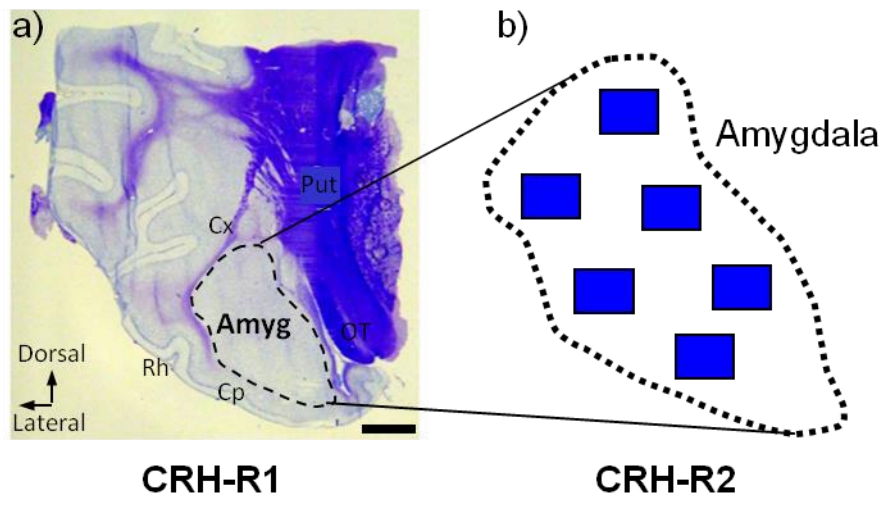 a)
b)
Amygdala
Put
Cx
Amyg
OT
Dorsal
Rh
Cp
Lateral
CRH-R1
CRH-R2